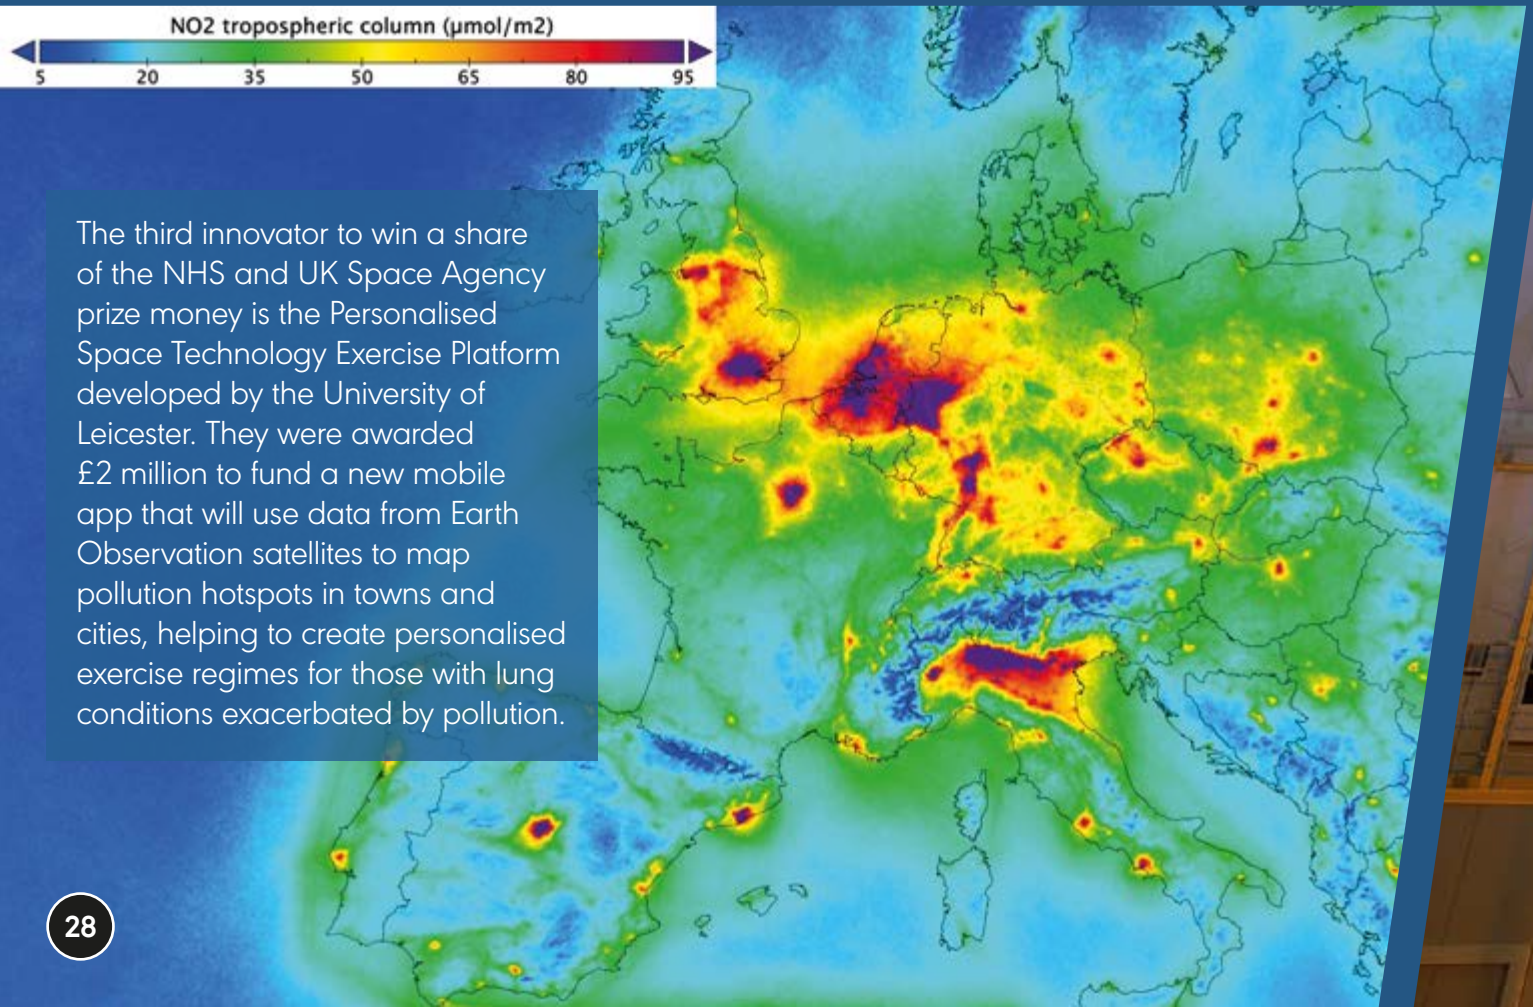 NO2 tropospheric column (µmol/m2)
5 20 35 50 65 80 95
The third innovator to win a share
of the NHS and UK Space Agency
prize money is the Personalised
Space Technology Exercise Platform
developed by the University of
Leicester. They were awarded
£2 million to fund a new mobile
app that will use data from Earth
Observation satellites to map
pollution hotspots in towns and
cities, helping to create personalised
exercise regimes for those with lung
conditions exacerbated by pollution.
28